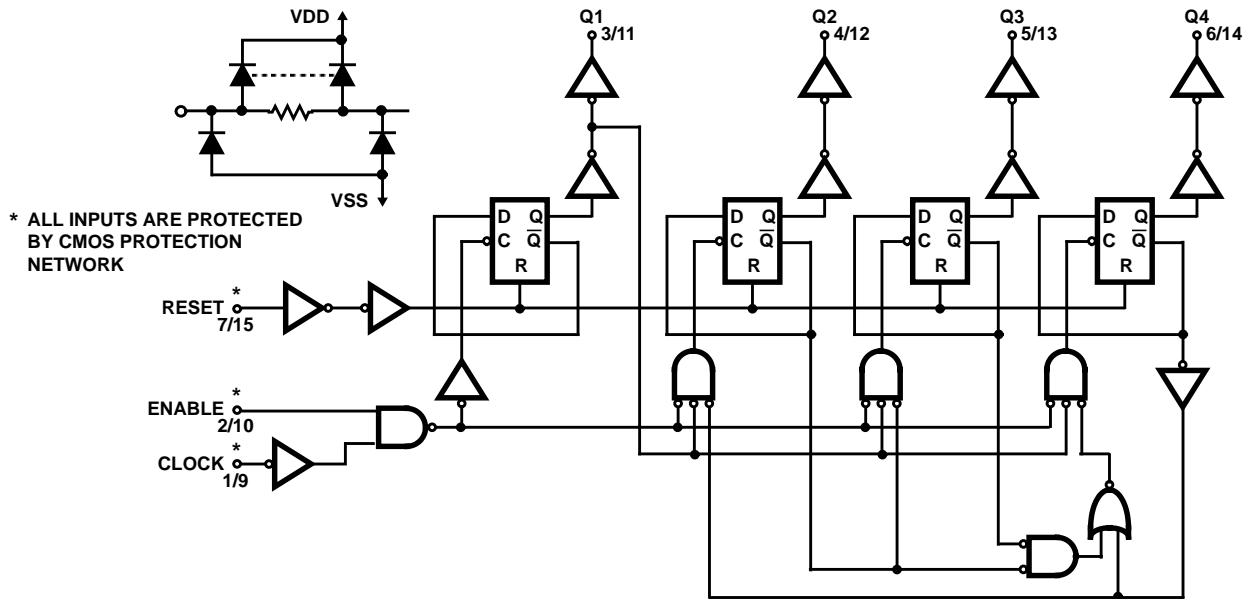 VDD
VSS
* ALL INPUTS ARE PROTECTED
BY CMOS PROTECTION
NETWORK
Q1
3/11
Q2
4/12
Q3
5/13
Q4
6/14
D Q
C Q̅
R
D Q
C Q̅
R
D Q
C Q̅
R
D Q
C Q̅
R
*
RESET
7/15
*
ENABLE
2/10
*
CLOCK
1/9